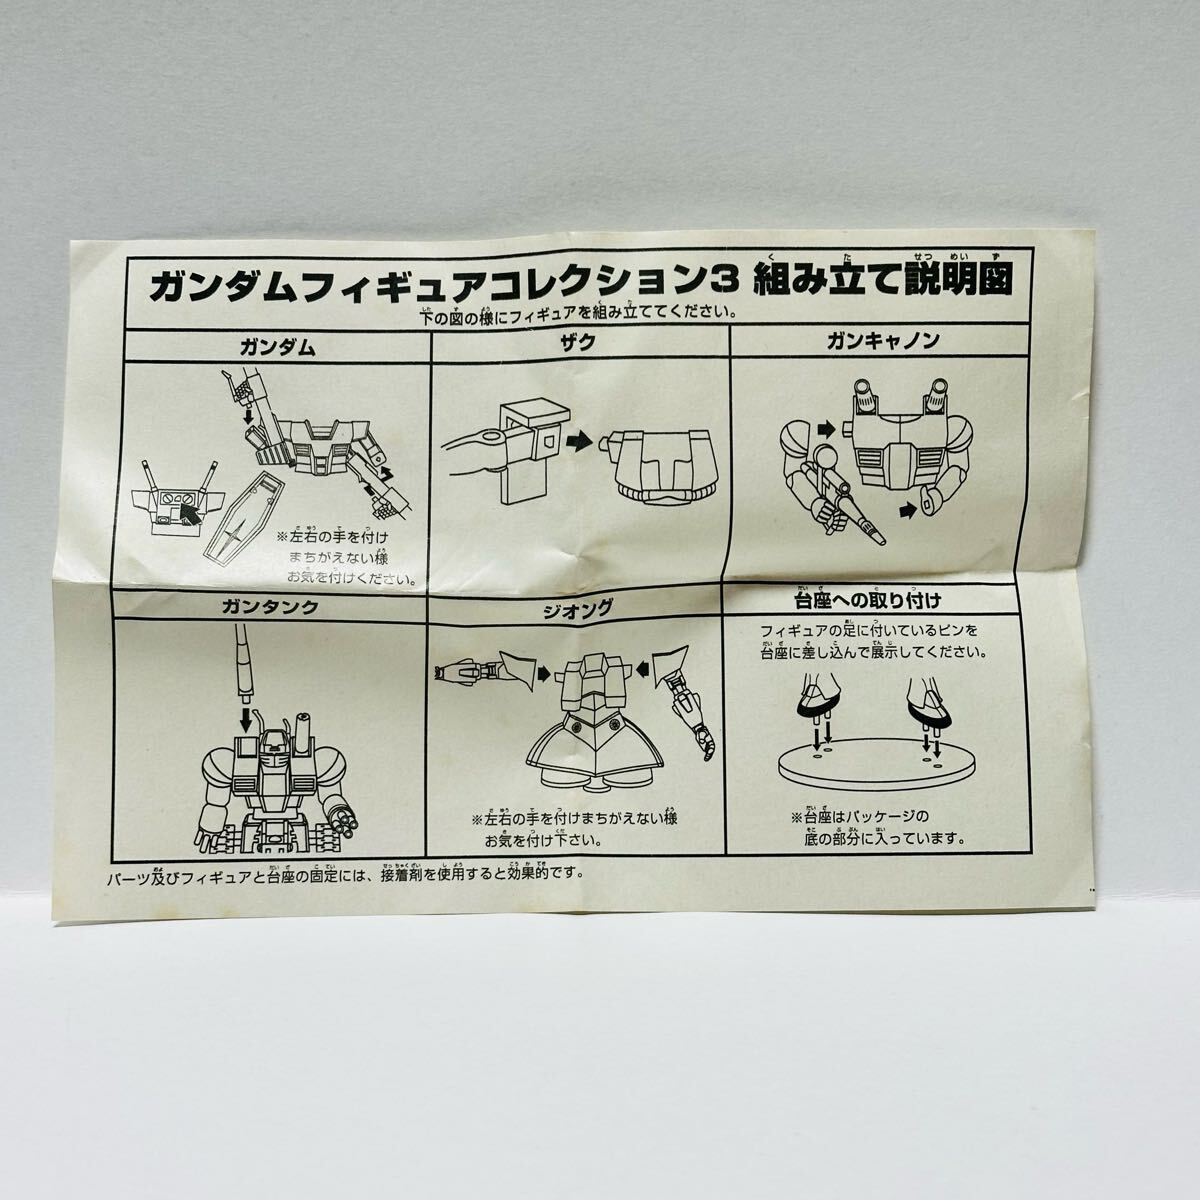 ガンダムフィギュアコレクション3 組み立て説明図
下の図の様にフィギュアを組み立ててください。
ガンダム
※左右の手を付け
まちがえない様
お気を付けください。
ザク
ガンキャノン
ガンタンク
ジオング
※左右の手を付けまちがえない様
お気を付け下さい。
台座への取り付け
フィギュアの足に付いているピンを
台座に差し込んで展示してください。
※台座はパッケージの
底の部分に入っています。
パーツ及びフィギュアと台座の固定には、接着剤を使用すると効果的です。